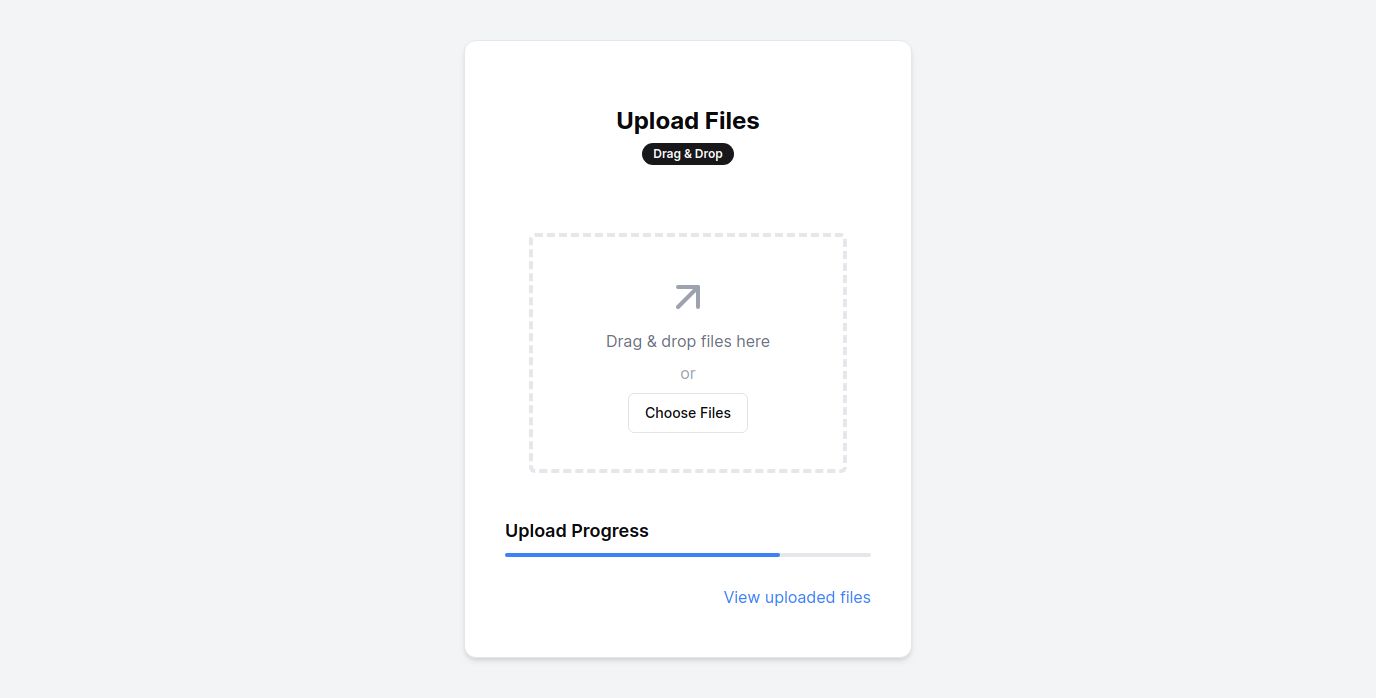 Upload Files
Drag & Drop
Drag & drop files here
or
Choose Files
Upload Progress
View uploaded files